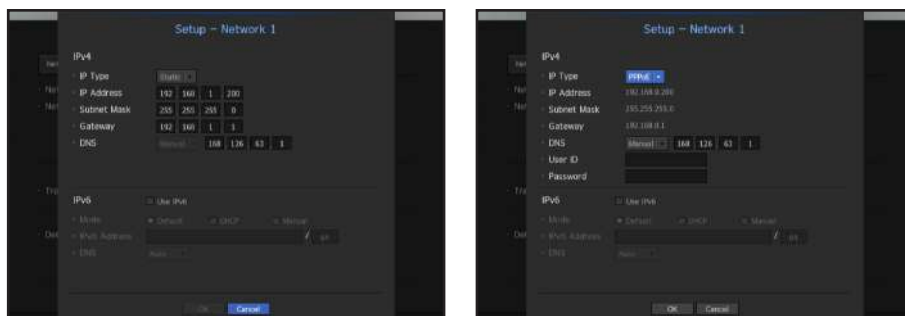 Setup – Network 1
IPv4
· IP Type Static
· IP Address 192 168 1 200
· Subnet Mask 255 255 255 0
· Gateway 192 168 1 1
· DNS Manual 168 126 63 1
IPv6 Use IPv6
· Mode Default DHCP Manual
· IPv6 Address /
· DNS
OK Cancel
Setup – Network 1
IPv4
· IP Type PPPoE
· IP Address 192.168.0.200
· Subnet Mask 255.255.255.0
· Gateway 192.168.0.1
· DNS Manual 168 126 63 1
· User ID
· Password
IPv6 Use IPv6
· Mode Default DHCP Manual
· IPv6 Address /
· DNS
OK Cancel